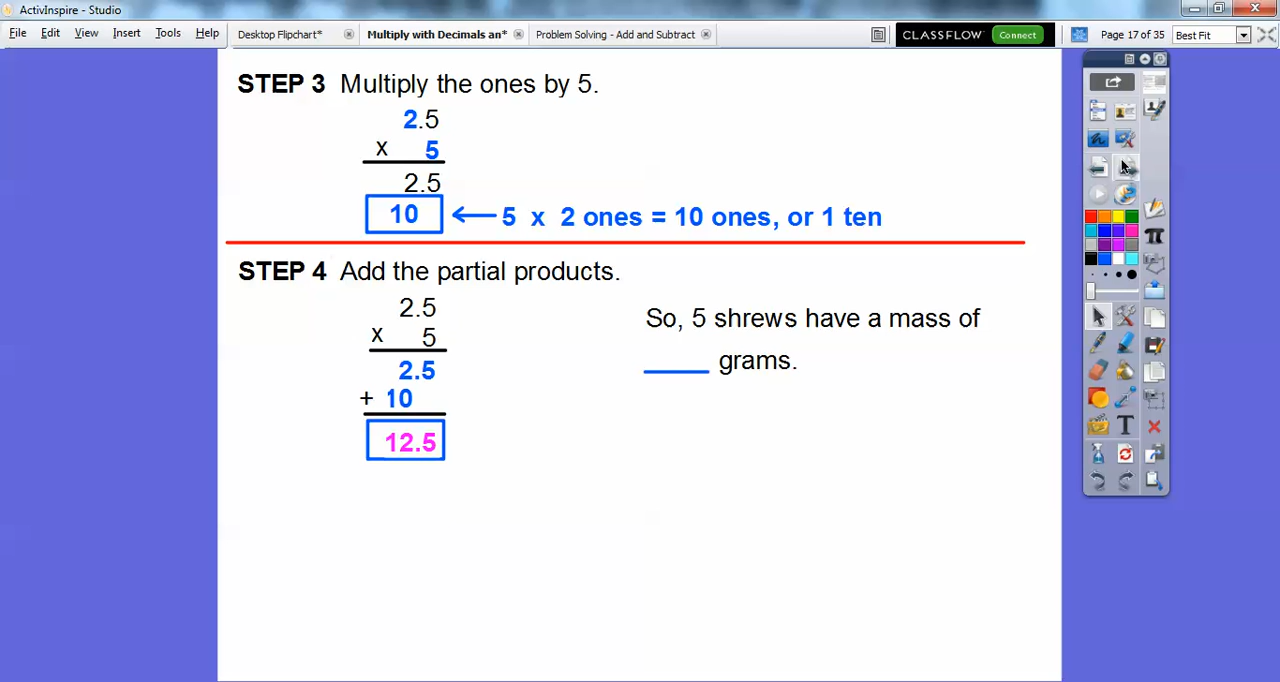 ActivInspire - Studio
File Edit View Insert Tools Help
Desktop Flipchart* Multiply with Decimals an* Problem Solving - Add and Subtract
CLASSFLOW Connect
Page 17 of 35 Best Fit
STEP 3 Multiply the ones by 5.
2.5
x 5
2.5
10 ← 5 x 2 ones = 10 ones, or 1 ten
STEP 4 Add the partial products.
2.5
x 5
2.5
+ 10
12.5
So, 5 shrews have a mass of
____ grams.